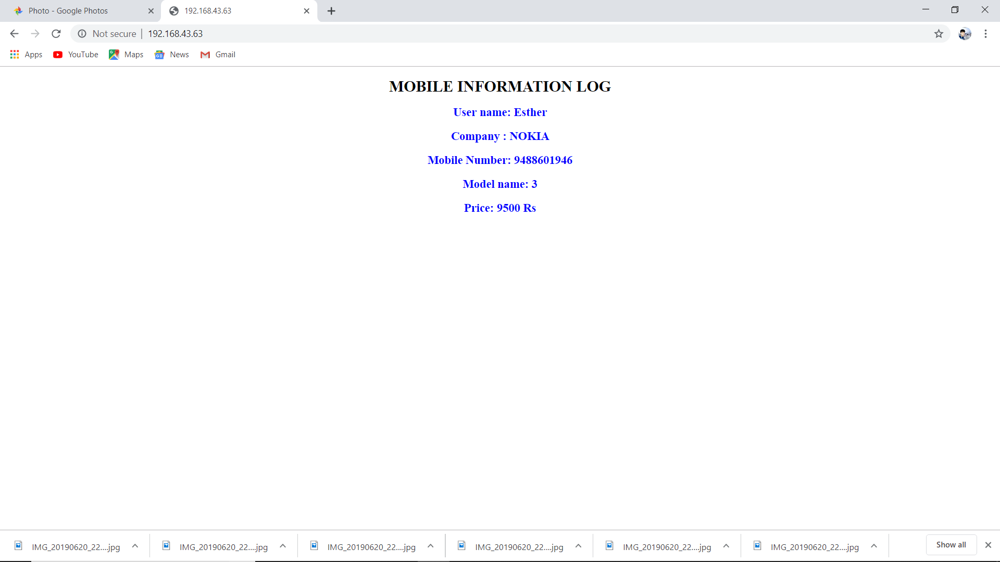 Photo - Google Photos
192.168.43.63
Not secure | 192.168.43.63
Apps YouTube Maps News Gmail
MOBILE INFORMATION LOG
User name: Esther
Company : NOKIA
Mobile Number: 9488601946
Model name: 3
Price: 9500 Rs
IMG_20190620_22....jpg IMG_20190620_22....jpg IMG_20190620_22....jpg IMG_20190620_22....jpg IMG_20190620_22....jpg IMG_20190620_22....jpg Show all